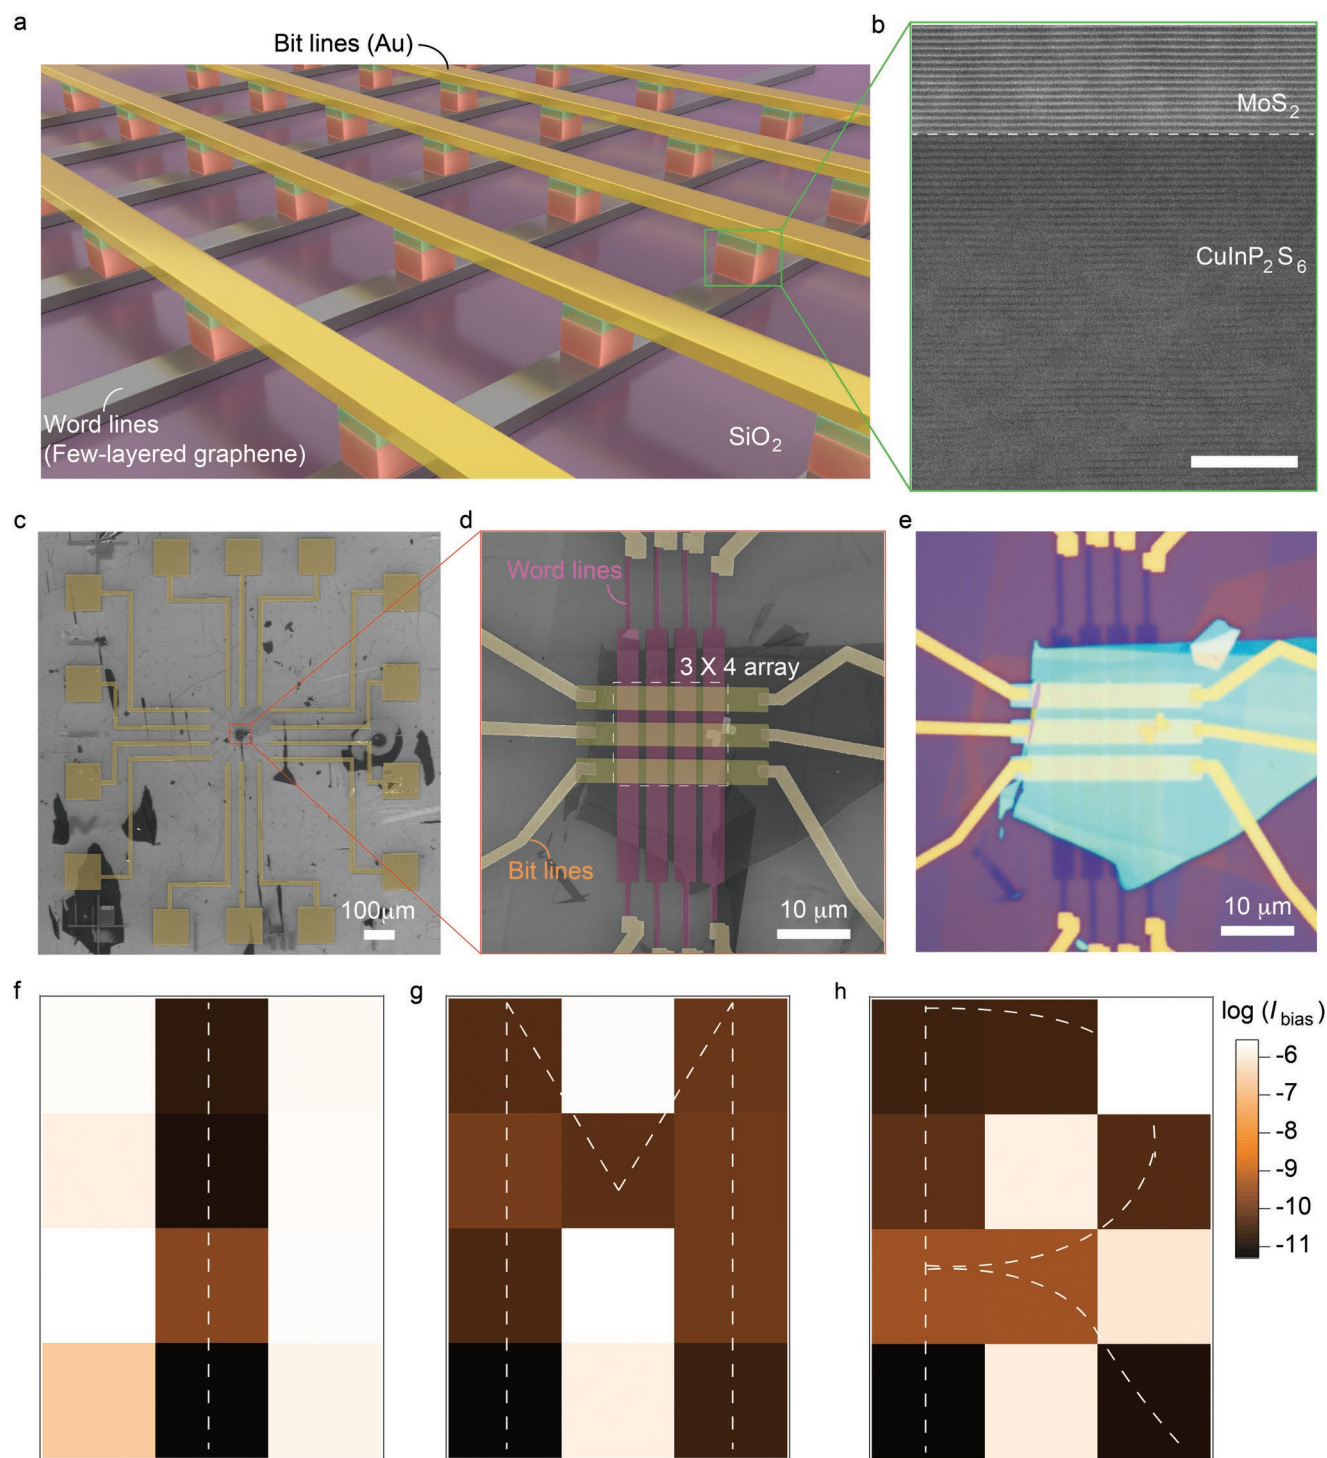 a
Bit lines (Au)
Word lines
(Few-layered graphene)
SiO₂
b
MoS₂
CuInP₂S₆
c
100μm
d
Word lines
3 X 4 array
Bit lines
10 μm
e
10 μm
f
g
h
log (I bias)
-6
-7
-8
-9
-10
-11